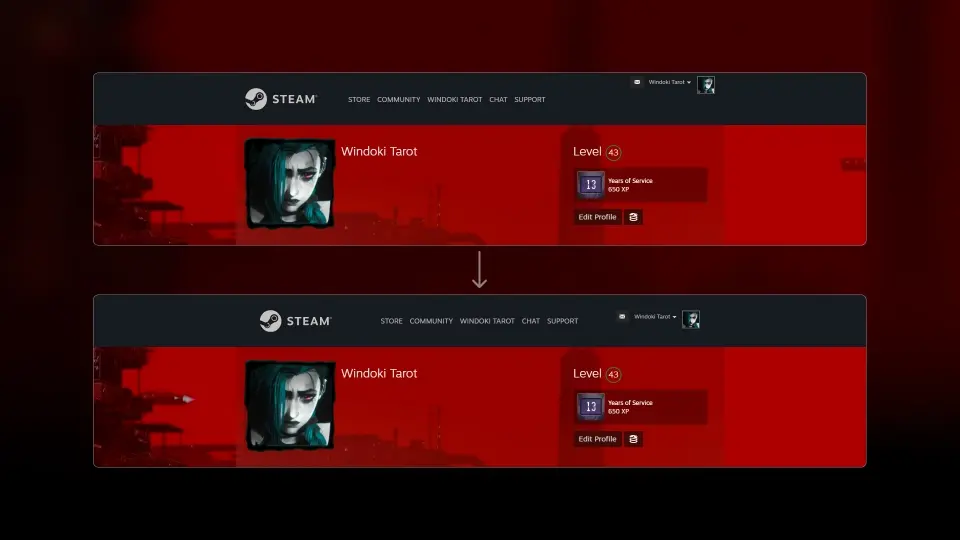 Windoki Tarot
STEAM
STORE COMMUNITY WINDOKI TAROT CHAT SUPPORT
Windoki Tarot
Level 43
13
Years of Service
650 XP
Edit Profile
STEAM
STORE COMMUNITY WINDOKI TAROT CHAT SUPPORT
Windoki Tarot
Windoki Tarot
Level 43
13
Years of Service
650 XP
Edit Profile